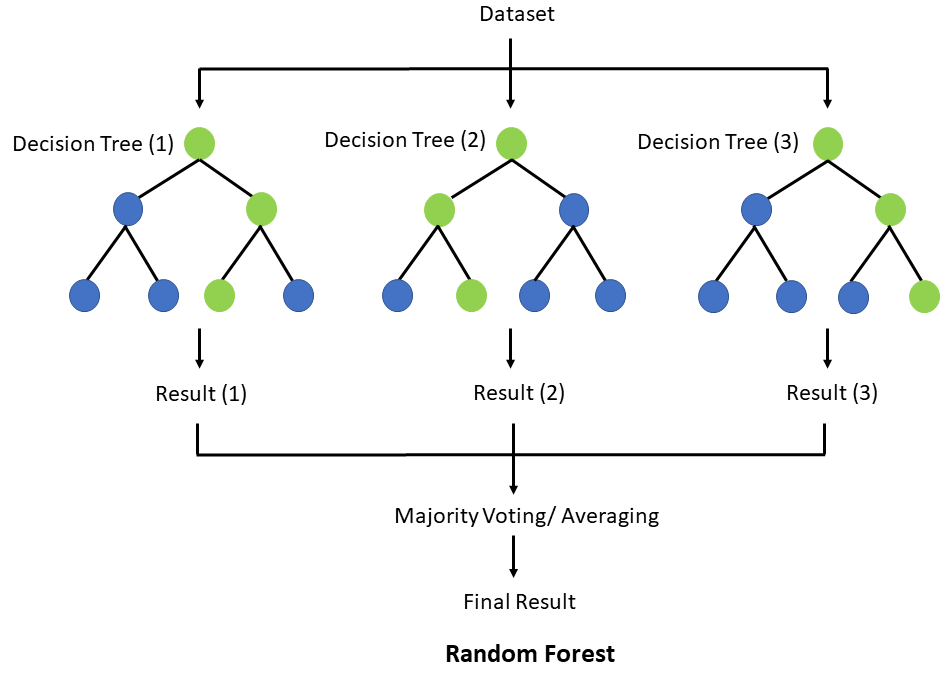 Dataset
Decision Tree (1)
Decision Tree (2)
Decision Tree (3)
Result (1)
Result (2)
Result (3)
Majority Voting/ Averaging
Final Result
Random Forest